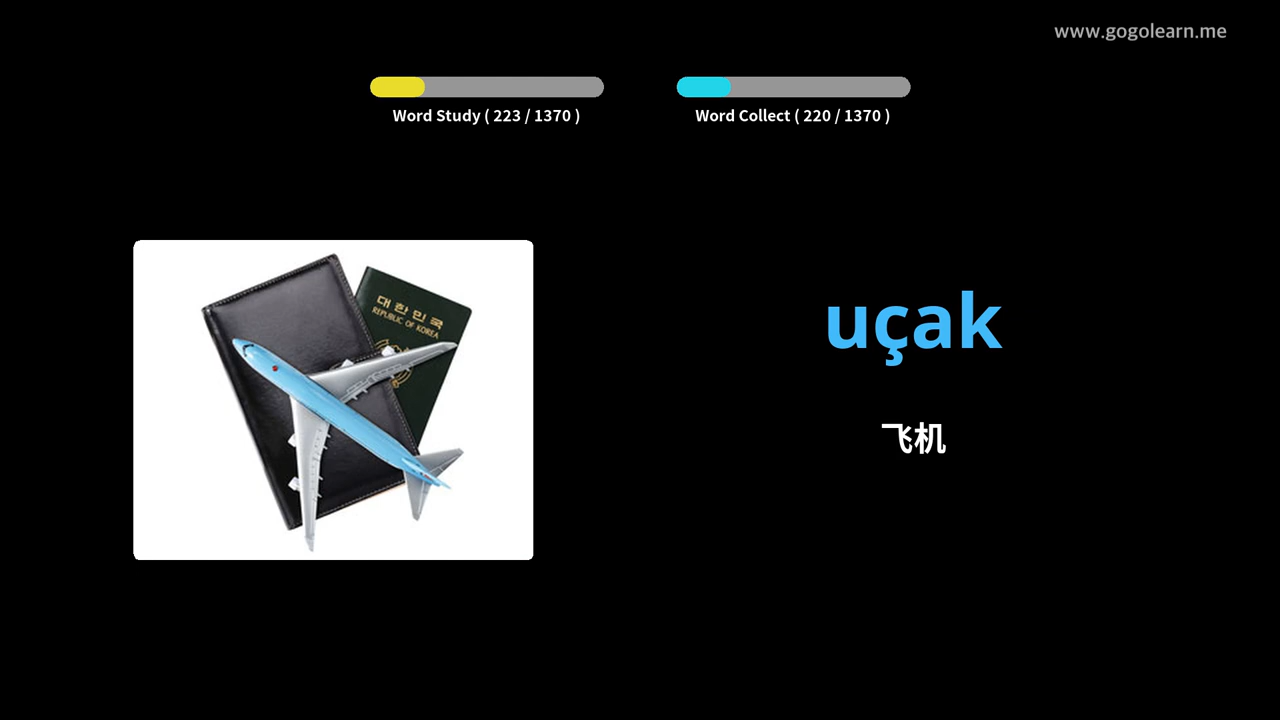 www.gogolearn.me
Word Study ( 223 / 1370 )
Word Collect ( 220 / 1370 )
대한민국
REPUBLIC OF KOREA
uçak
飞机